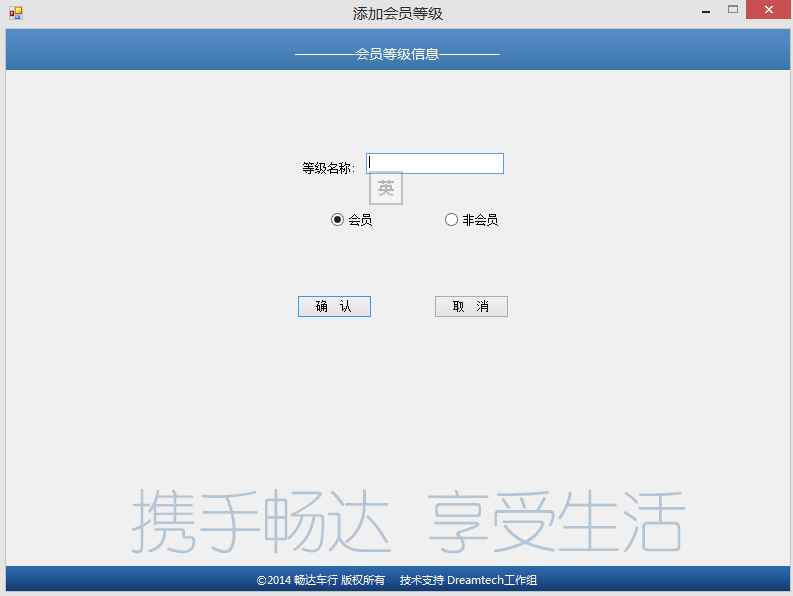 添加会员等级
————会员等级信息————
等级名称:
英
会员 非会员
确 认 取 消
携手畅达 享受生活
©2014 畅达车行 版权所有 技术支持 Dreamtech工作组